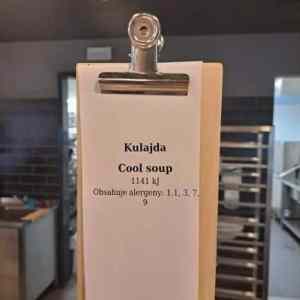 Kulajda
Cool soup
1141 kJ
Obsahuje alergeny: 1.1, 3, 7,
9